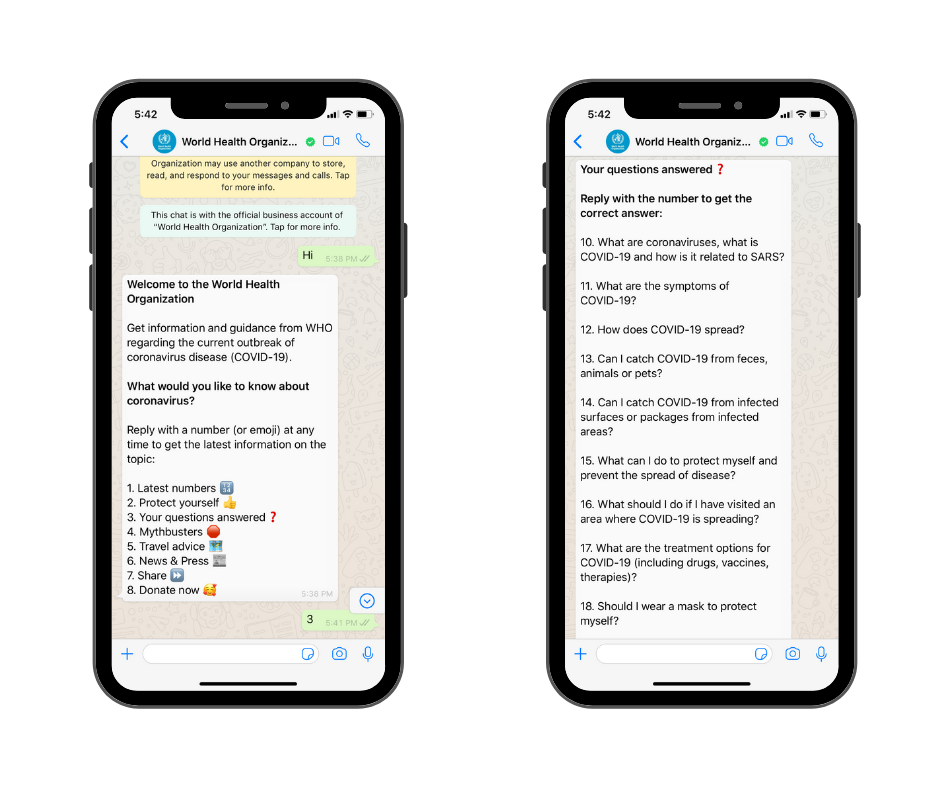 5:42
World Health Organiz...
Organization may use another company to store,
read, and respond to your messages and calls. Tap
for more info.
This chat is with the official business account of
"World Health Organization". Tap for more info.
Hi 5:38 PM
Welcome to the World Health
Organization
Get information and guidance from WHO
regarding the current outbreak of
coronavirus disease (COVID-19).
What would you like to know about
coronavirus?
Reply with a number (or emoji) at any
time to get the latest information on the
topic:
1. Latest numbers 🔢
2. Protect yourself 👍
3. Your questions answered ❓
4. Mythbusters 🛑
5. Travel advice 🗺️
6. News & Press 📰
7. Share ⏩
8. Donate now 🥰
5:38 PM
3 5:41 PM
5:42
World Health Organiz...
Your questions answered ❓
Reply with the number to get the
correct answer:
10. What are coronaviruses, what is
COVID-19 and how is it related to SARS?
11. What are the symptoms of
COVID-19?
12. How does COVID-19 spread?
13. Can I catch COVID-19 from feces,
animals or pets?
14. Can I catch COVID-19 from infected
surfaces or packages from infected
areas?
15. What can I do to protect myself and
prevent the spread of disease?
16. What should I do if I have visited an
area where COVID-19 is spreading?
17. What are the treatment options for
COVID-19 (including drugs, vaccines,
therapies)?
18. Should I wear a mask to protect
myself?